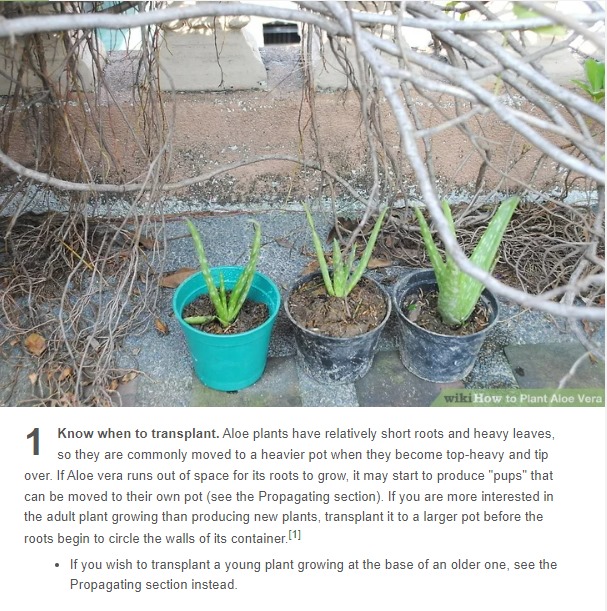 wikiHow to Plant Aloe Vera
1 Know when to transplant. Aloe plants have relatively short roots and heavy leaves,
so they are commonly moved to a heavier pot when they become top-heavy and tip
over. If Aloe vera runs out of space for its roots to grow, it may start to produce "pups" that
can be moved to their own pot (see the Propagating section). If you are more interested in
the adult plant growing than producing new plants, transplant it to a larger pot before the
roots begin to circle the walls of its container.[1]
• If you wish to transplant a young plant growing at the base of an older one, see the
Propagating section instead.